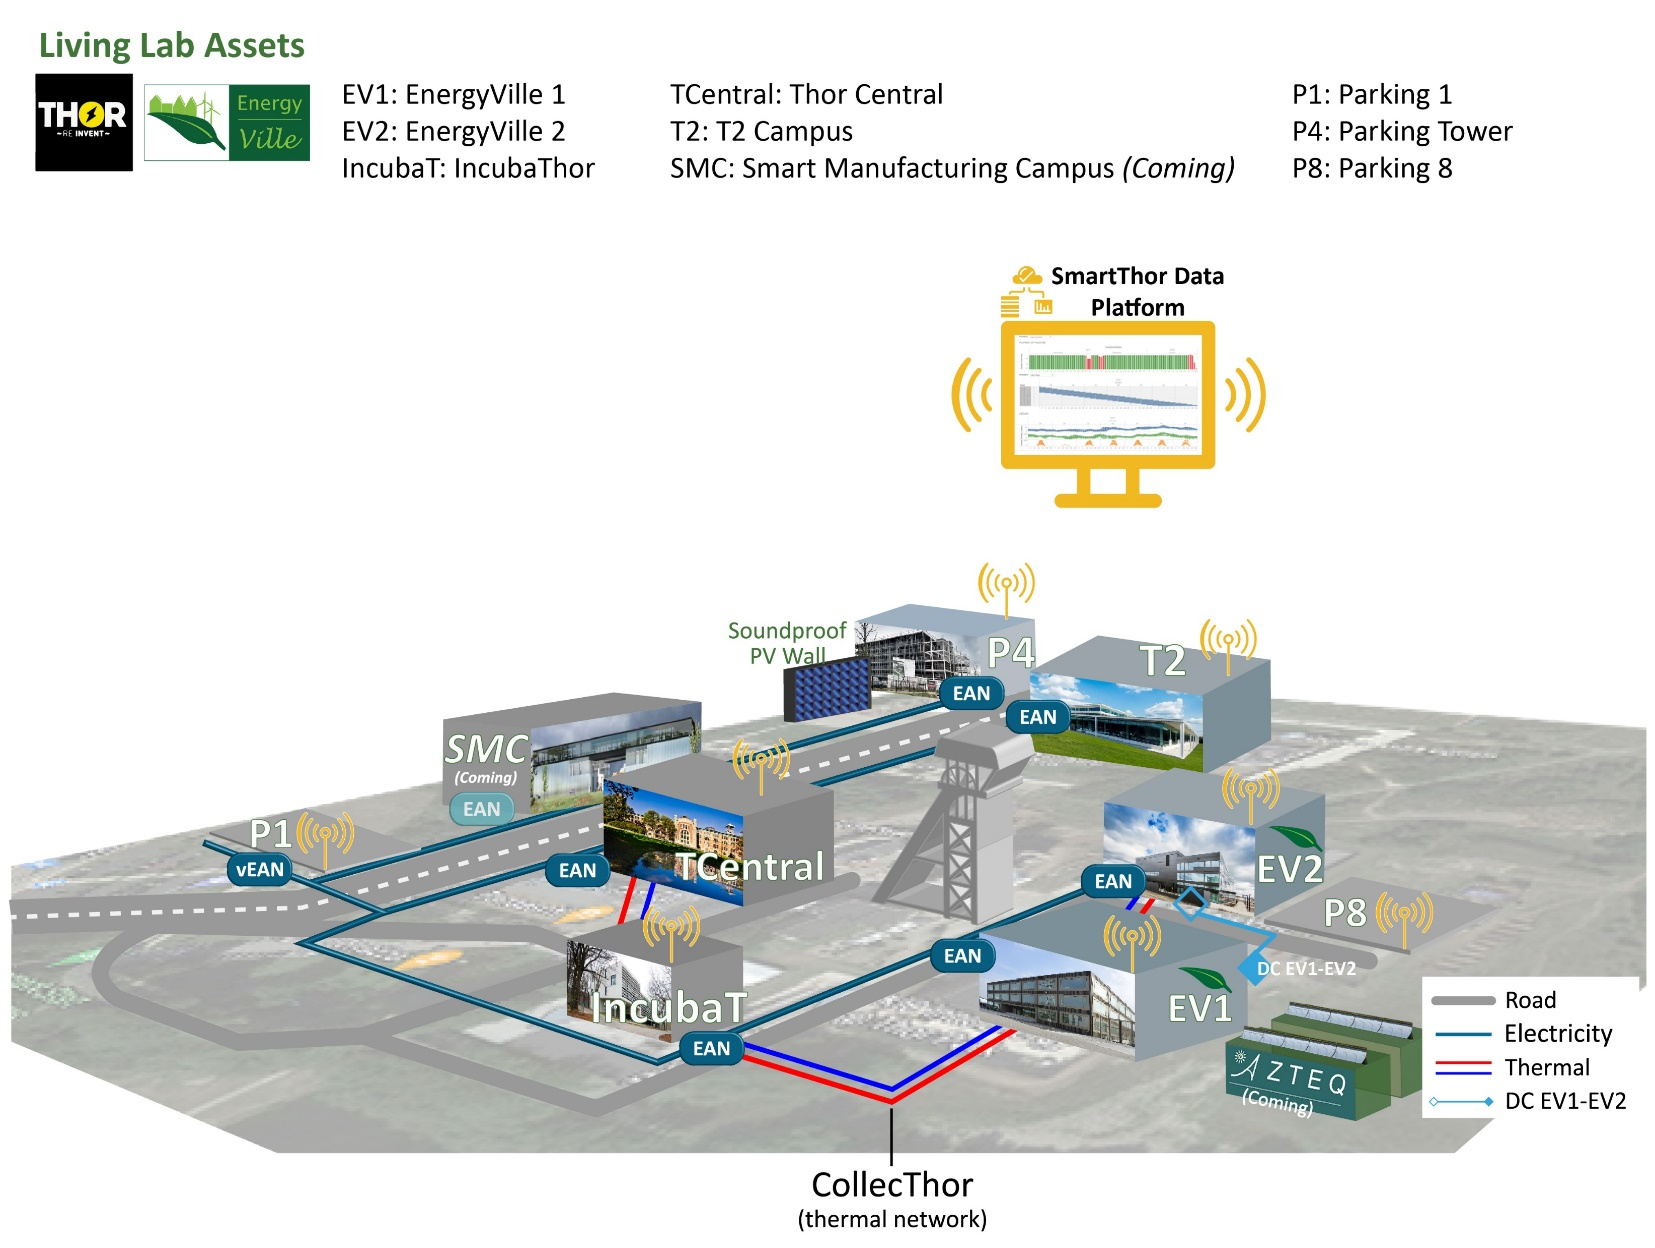 Living Lab Assets
THOR
~RE INVENT~
Energy
Ville
EV1: EnergyVille 1
EV2: EnergyVille 2
IncubaT: IncubaThor
TCentral: Thor Central
T2: T2 Campus
SMC: Smart Manufacturing Campus (Coming)
P1: Parking 1
P4: Parking Tower
P8: Parking 8
SmartThor Data
Platform
Soundproof
PV Wall
P4
EAN
T2
EAN
SMC
(Coming)
EAN
P1
vEAN
EAN
TCentral
EV2
EAN
P8
IncubaT
EAN
EAN
EV1
DC EV1-EV2
AZTEQ
(Coming)
Road
Electricity
Thermal
DC EV1-EV2
CollecThor
(thermal network)